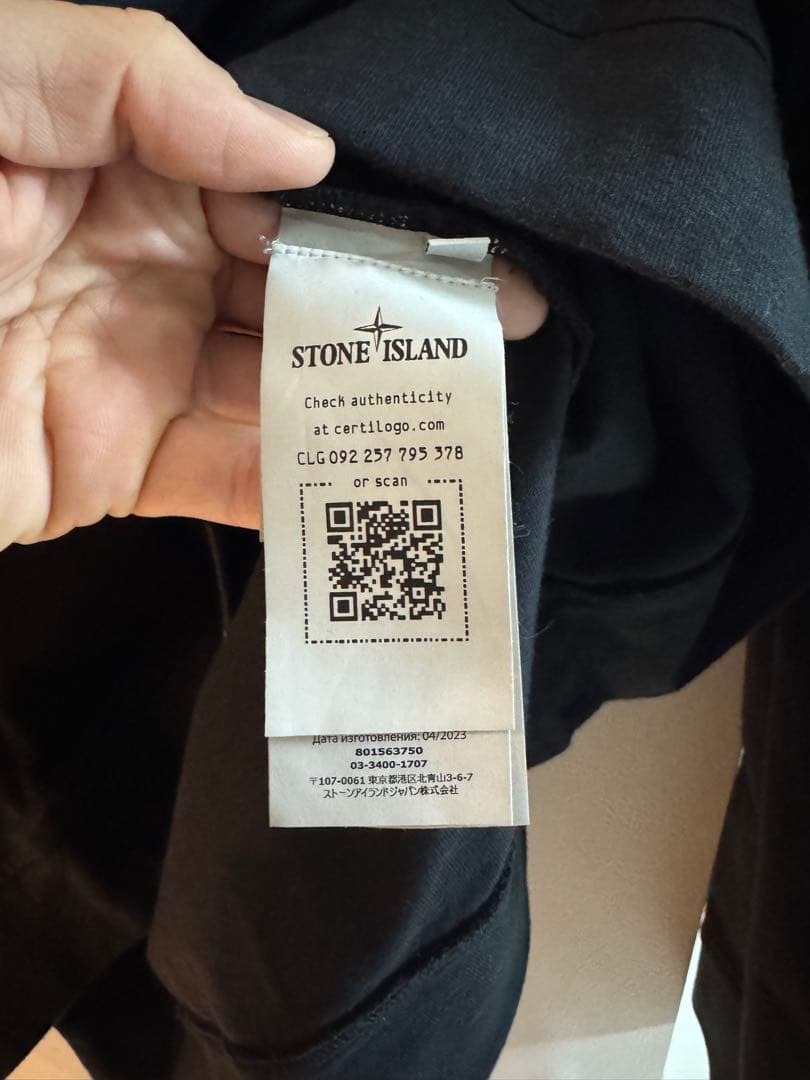 STONE ISLAND
Check authenticity
at certilogo.com
CLG 092 257 795 378
or scan
Дата изготовления: 04/2023
801563750
03-3400-1707
〒107-0061 東京都港区北青山3-6-7
ストーンアイランドジャパン株式会社